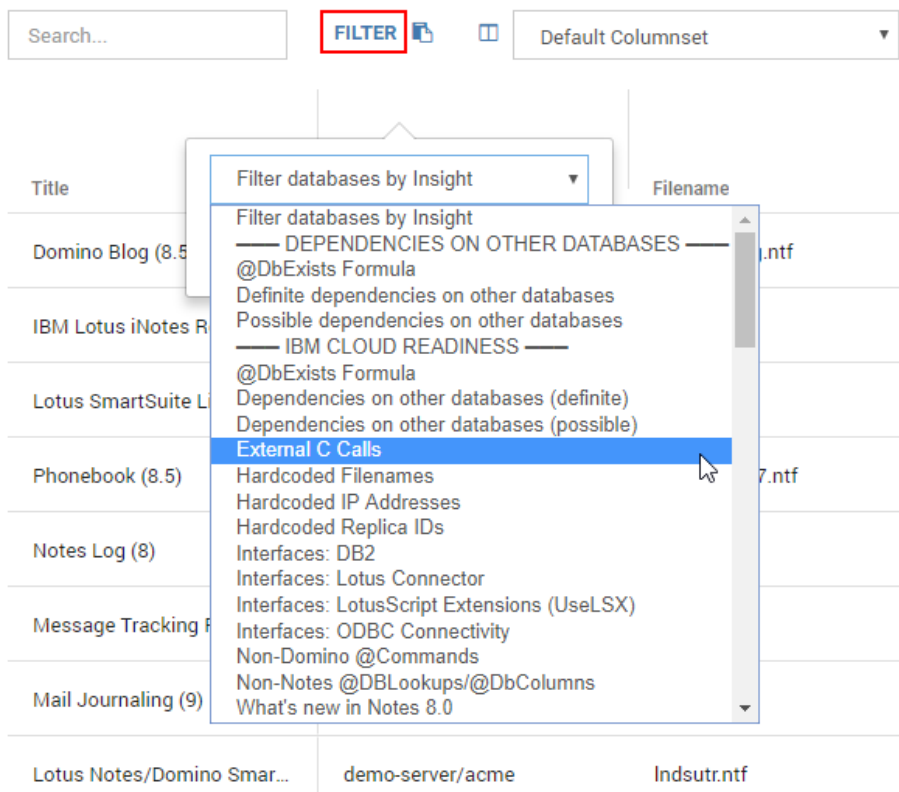 Search...
FILTER
Default Columnset
Title
Filter databases by Insight
Filename
Filter databases by Insight
DEPENDENCIES ON OTHER DATABASES
@DbExists Formula
Definite dependencies on other databases
Possible dependencies on other databases
IBM CLOUD READINESS
@DbExists Formula
Dependencies on other databases (definite)
Dependencies on other databases (possible)
External C Calls
Hardcoded Filenames
Hardcoded IP Addresses
Hardcoded Replica IDs
Interfaces: DB2
Interfaces: Lotus Connector
Interfaces: LotusScript Extensions (UseLSX)
Interfaces: ODBC Connectivity
Non-Domino @Commands
Non-Notes @DBLookups/@DbColumns
What's new in Notes 8.0
Domino Blog (8.5
.ntf
IBM Lotus iNotes R
Lotus SmartSuite Li
Phonebook (8.5)
7.ntf
Notes Log (8)
Message Tracking
Mail Journaling (9)
Lotus Notes/Domino Smar...
demo-server/acme
lndsutr.ntf